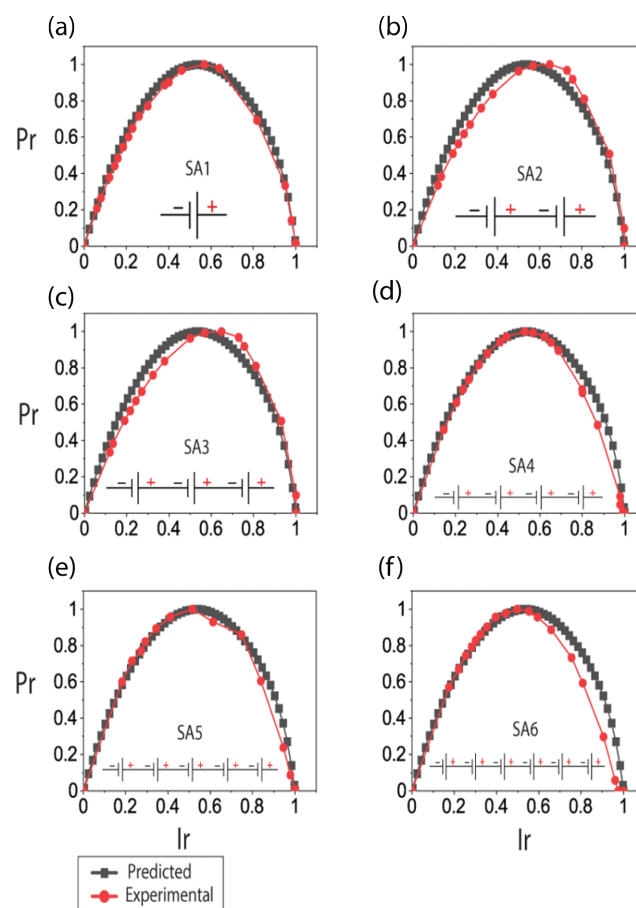 (a)
(b)
Pr
1
0.8
0.6
0.4
0.2
0
SA1
− +
0 0.2 0.4 0.6 0.8 1
1
0.8
0.6
0.4
0.2
0
SA2
− + − +
0 0.2 0.4 0.6 0.8 1
(c)
(d)
Pr
1
0.8
0.6
0.4
0.2
0
SA3
− + − + − +
0 0.2 0.4 0.6 0.8 1
1
0.8
0.6
0.4
0.2
0
SA4
− + − + − + − +
0 0.2 0.4 0.6 0.8 1
(e)
(f)
Pr
1
0.8
0.6
0.4
0.2
0
SA5
− + − + − + − + − +
0 0.2 0.4 0.6 0.8 1
Ir
1
0.8
0.6
0.4
0.2
0
SA6
− + − + − + − + − + − +
0 0.2 0.4 0.6 0.8 1
Ir
Predicted
Experimental